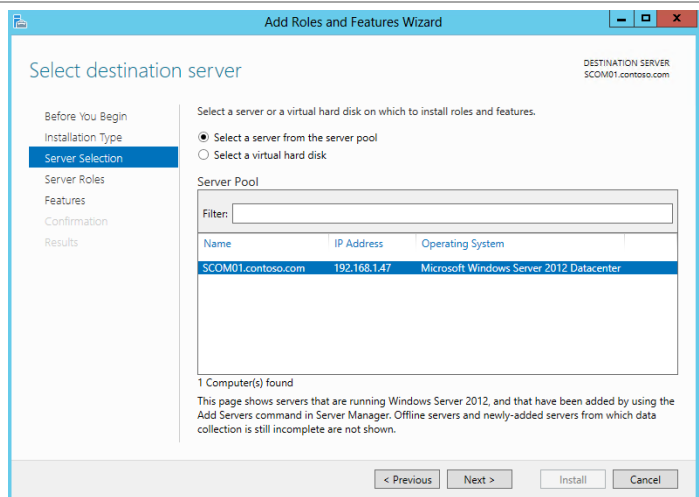 Add Roles and Features Wizard
Select destination server
DESTINATION SERVER
SCOM01.contoso.com
Before You Begin
Installation Type
Server Selection
Server Roles
Features
Confirmation
Results
Select a server or a virtual hard disk on which to install roles and features.
Select a server from the server pool
Select a virtual hard disk
Server Pool
Filter:
Name IP Address Operating System
SCOM01.contoso.com 192.168.1.47 Microsoft Windows Server 2012 Datacenter
1 Computer(s) found
This page shows servers that are running Windows Server 2012, and that have been added by using the
Add Servers command in Server Manager. Offline servers and newly-added servers from which data
collection is still incomplete are not shown.
< Previous Next > Install Cancel